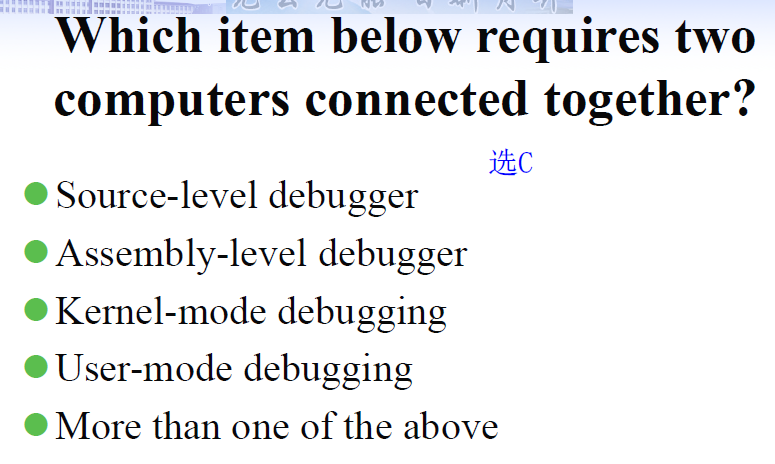 Which item below requires two
computers connected together?
选C
Source-level debugger
Assembly-level debugger
Kernel-mode debugging
User-mode debugging
More than one of the above